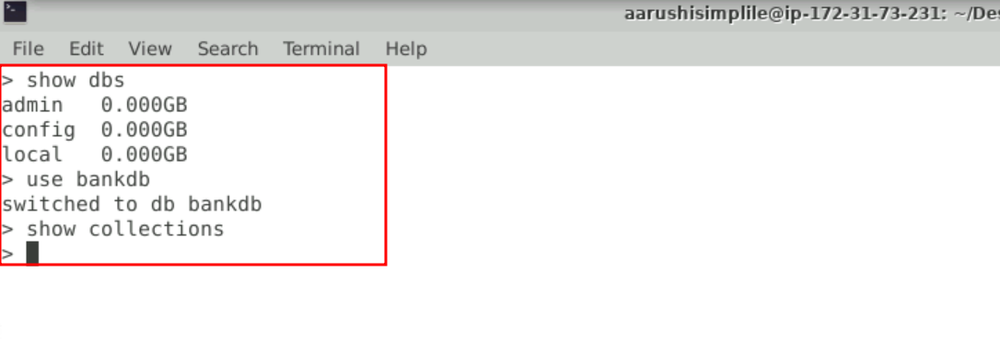 aarushisimplile@ip-172-31-73-231: ~/Des
File Edit View Search Terminal Help
> show dbs
admin 0.000GB
config 0.000GB
local 0.000GB
> use bankdb
switched to db bankdb
> show collections
>